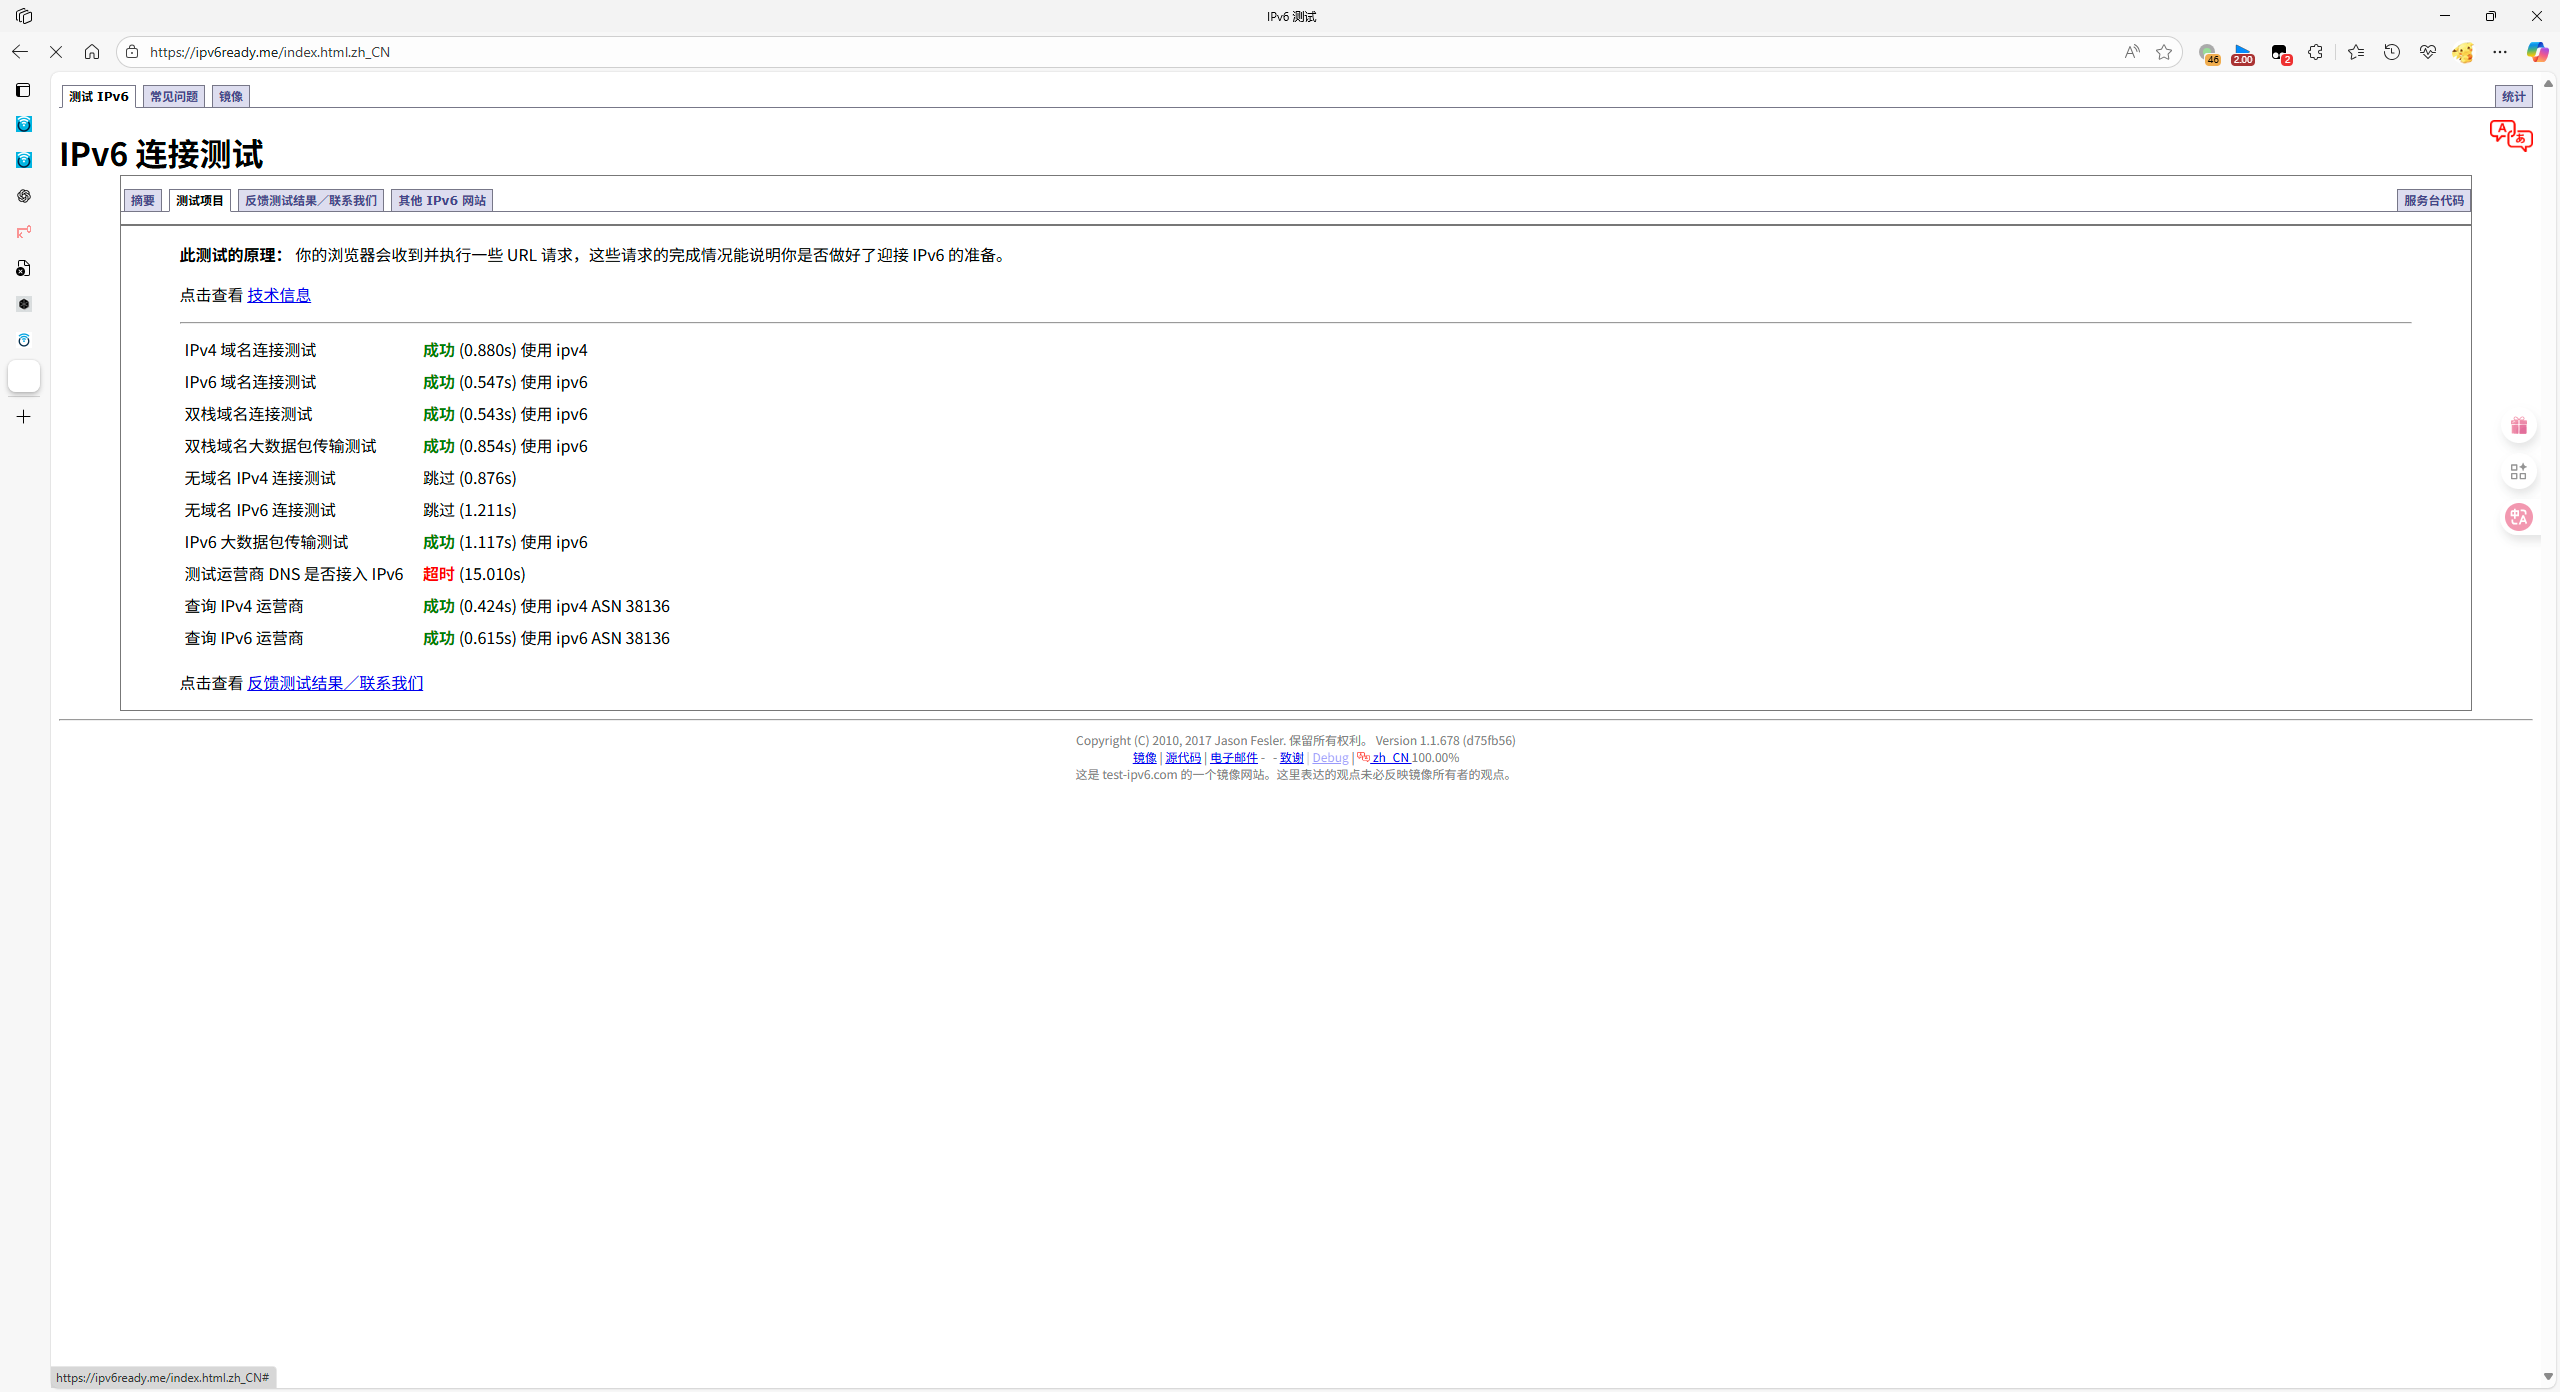 IPv6 测试
https://ipv6ready.me/index.html.zh_CN
46
2.00
2
测试 IPv6 常见问题 镜像 统计
IPv6 连接测试
摘要 测试项目 反馈测试结果／联系我们 其他 IPv6 网站 服务台代码
此测试的原理： 你的浏览器会收到并执行一些 URL 请求，这些请求的完成情况能说明你是否做好了迎接 IPv6 的准备。
点击查看 技术信息
IPv4 域名连接测试 成功 (0.880s) 使用 ipv4
IPv6 域名连接测试 成功 (0.547s) 使用 ipv6
双栈域名连接测试 成功 (0.543s) 使用 ipv6
双栈域名大数据包传输测试 成功 (0.854s) 使用 ipv6
无域名 IPv4 连接测试 跳过 (0.876s)
无域名 IPv6 连接测试 跳过 (1.211s)
IPv6 大数据包传输测试 成功 (1.117s) 使用 ipv6
测试运营商 DNS 是否接入 IPv6 超时 (15.010s)
查询 IPv4 运营商 成功 (0.424s) 使用 ipv4 ASN 38136
查询 IPv6 运营商 成功 (0.615s) 使用 ipv6 ASN 38136
点击查看 反馈测试结果／联系我们
Copyright (C) 2010, 2017 Jason Fesler. 保留所有权利。 Version 1.1.678 (d75fb56)
镜像 | 源代码 | 电子邮件 - - 致谢 | Debug | zh_CN 100.00%
这是 test-ipv6.com 的一个镜像网站。这里表达的观点未必反映镜像所有者的观点。
https://ipv6ready.me/index.html.zh_CN#